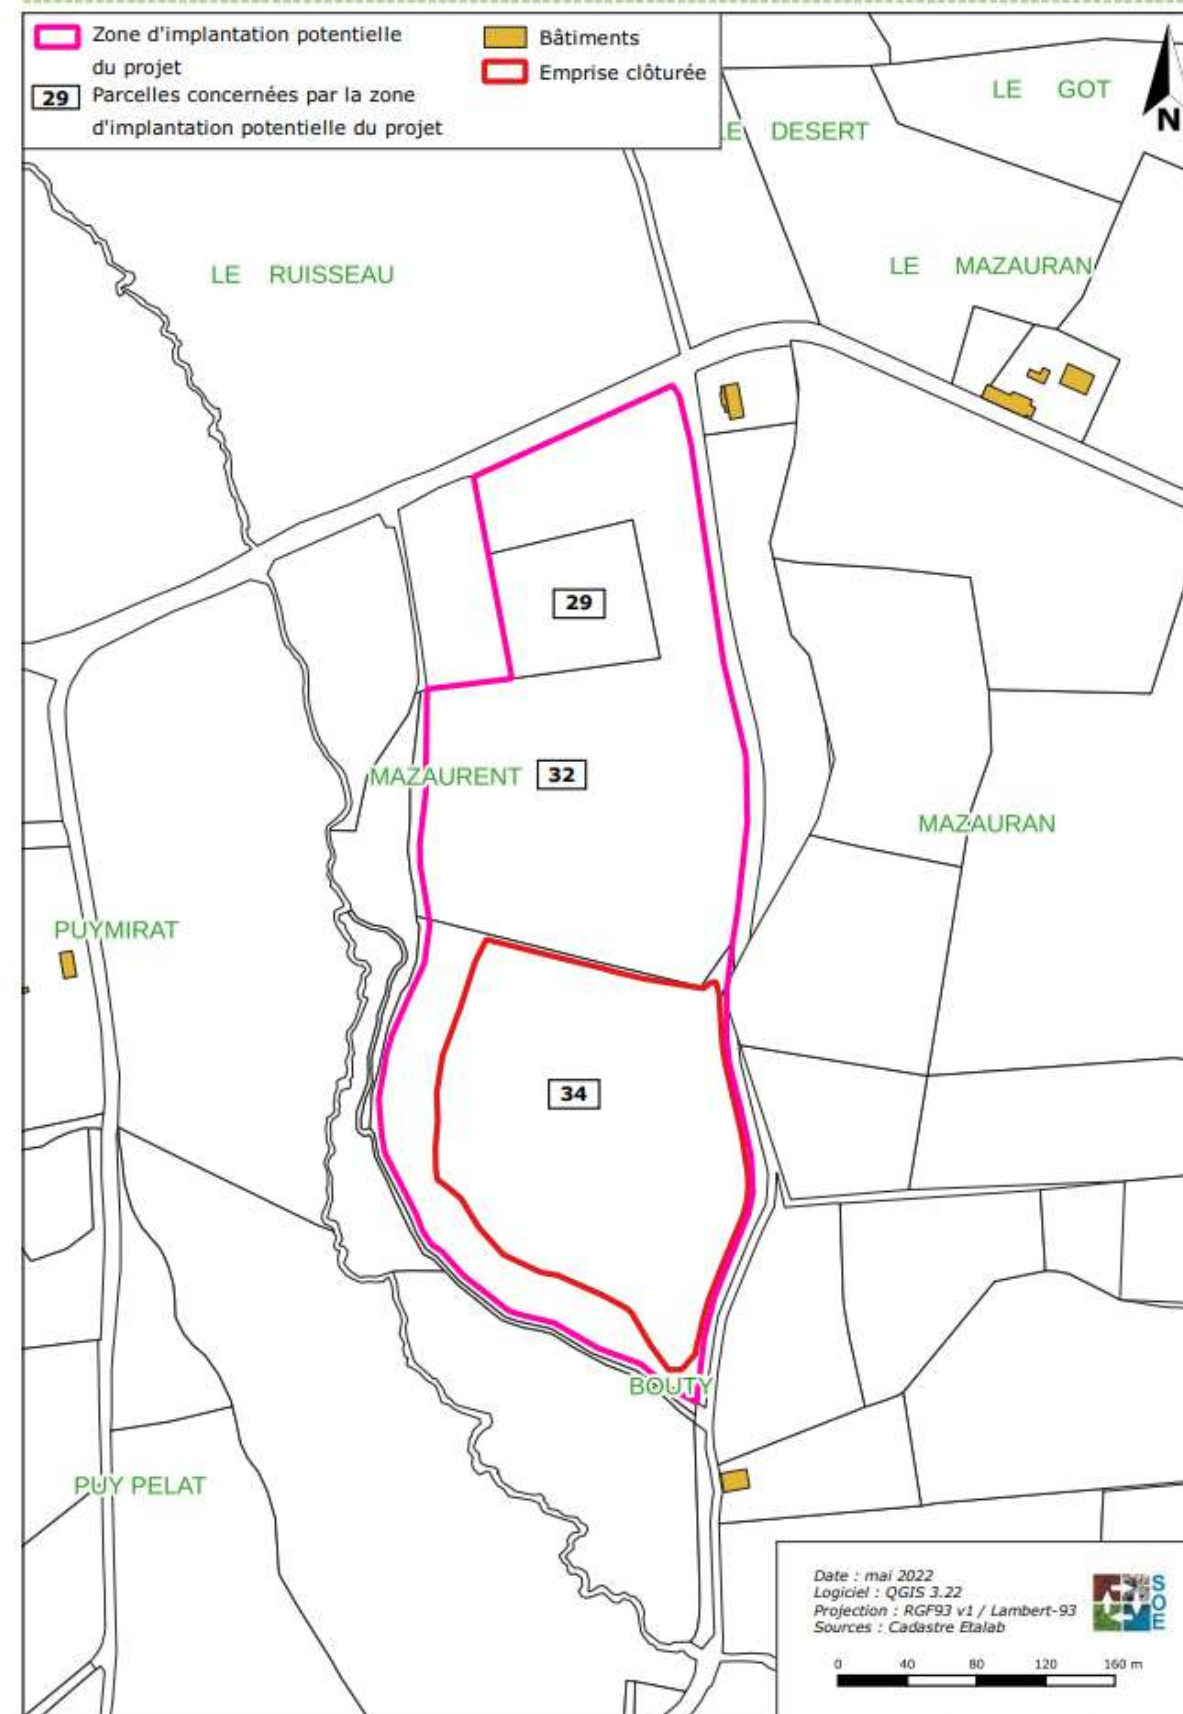 Zone d'implantation potentielle
du projet
29 Parcelles concernées par la zone
d'implantation potentielle du projet
Bâtiments
Emprise clôturée
N
LE GOT
LE DESERT
LE RUISSEAU
LE MAZAURAN
29
MAZAURENT
32
MAZAURAN
PUYMIRAT
34
BOUTY
PUY PELAT
Date : mai 2022
Logiciel : QGIS 3.22
Projection : RGF93 v1 / Lambert-93
Sources : Cadastre Etalab
SOE
0 40 80 120 160 m